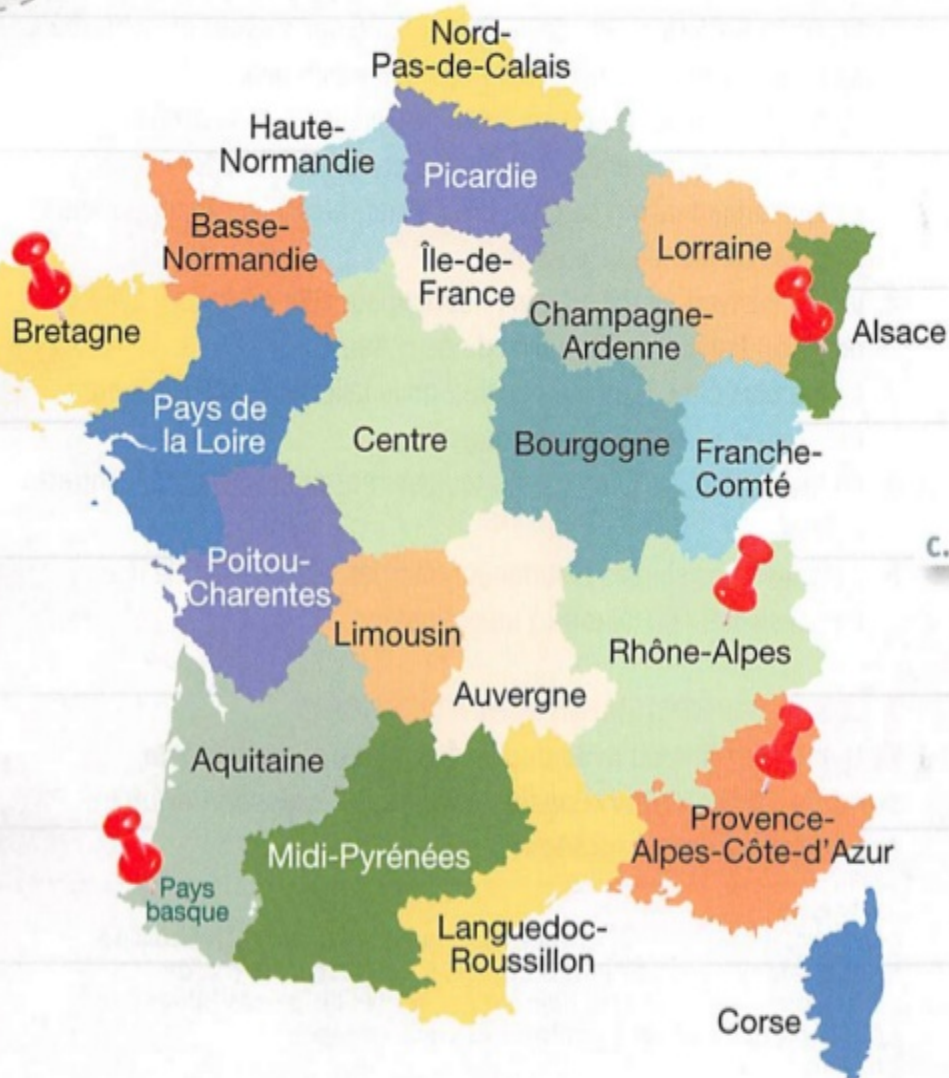 Nord-
Pas-de-Calais
Haute-
Normandie
Picardie
Basse-
Normandie
Île-de-
France
Lorraine
Champagne-
Ardenne
Alsace
Bretagne
Pays de
la Loire
Centre
Bourgogne
Franche-
Comté
C.
Poitou-
Charentes
Limousin
Rhône-Alpes
Auvergne
Aquitaine
Provence-
Alpes-Côte-d'Azur
Midi-Pyrénées
Pays
basque
Languedoc-
Roussillon
Corse